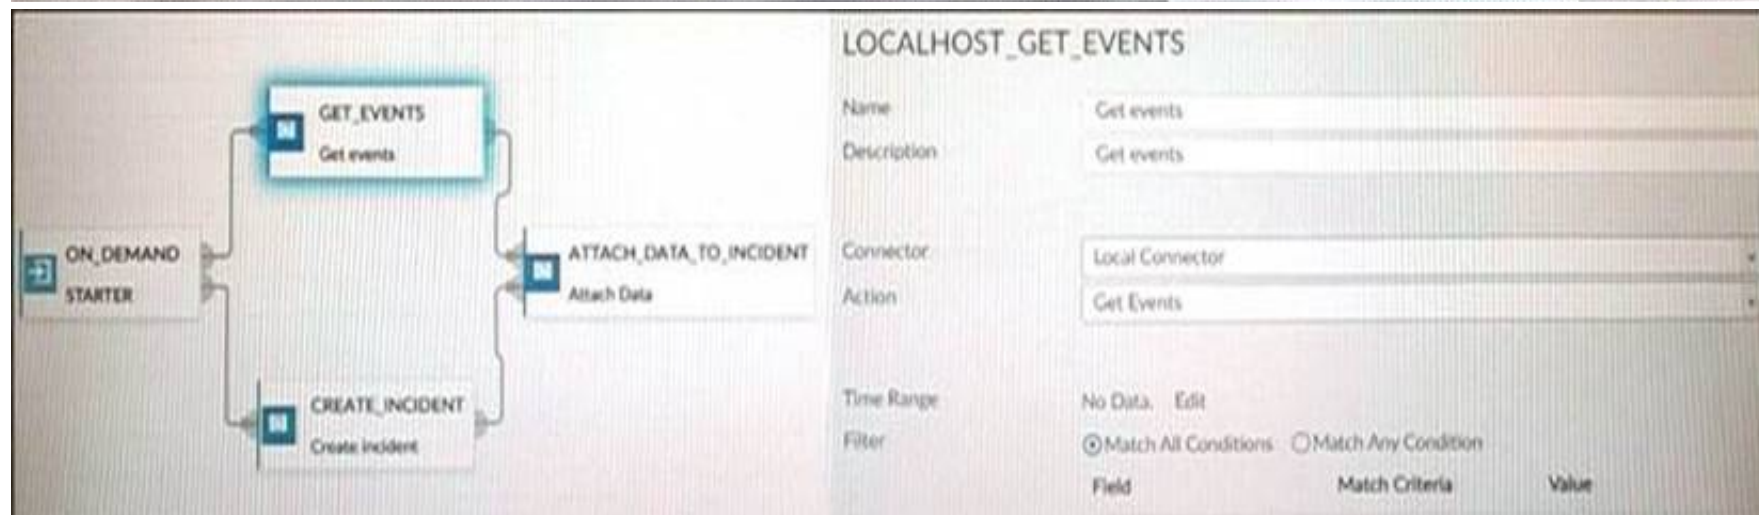 GET_EVENTS
Get events
ON_DEMAND
STARTER
ATTACH_DATA_TO_INCIDENT
Attach Data
CREATE_INCIDENT
Create incident
LOCALHOST_GET_EVENTS
Name Get events
Description Get events
Connector Local Connector
Action Get Events
Time Range No Data. Edit
Filter Match All Conditions Match Any Condition
Field Match Criteria Value